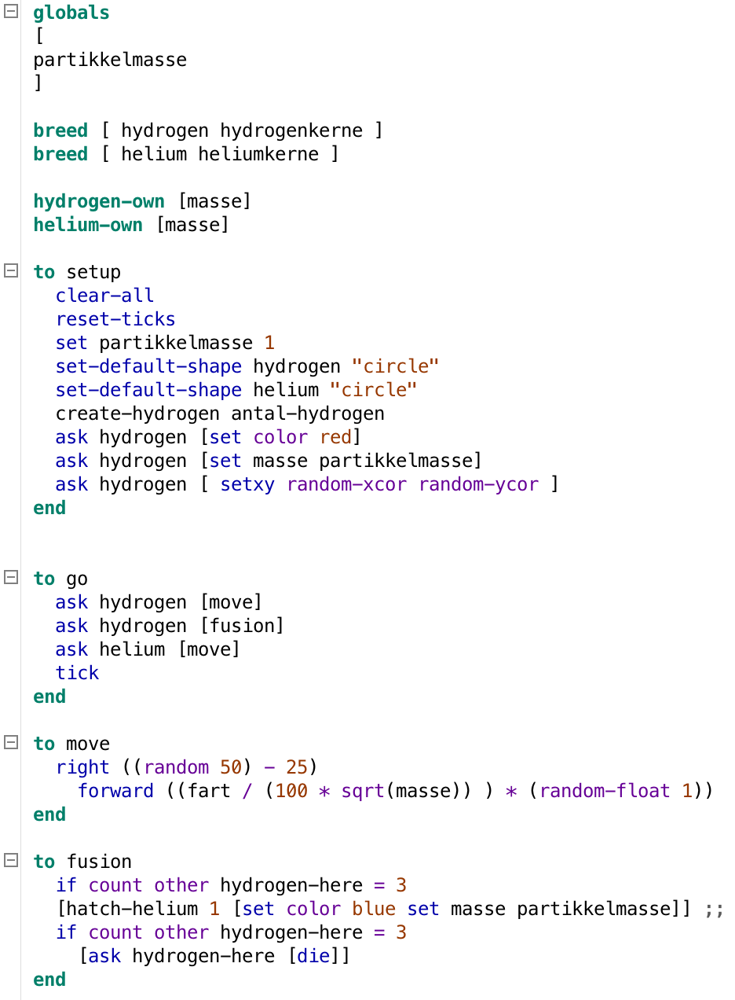 globals
[
partikkelmasse
]

breed [ hydrogen hydrogenkerne ]
breed [ helium heliumkerne ]

hydrogen-own [masse]
helium-own [masse]

to setup
  clear-all
  reset-ticks
  set partikkelmasse 1
  set-default-shape hydrogen "circle"
  set-default-shape helium "circle"
  create-hydrogen antal-hydrogen
  ask hydrogen [set color red]
  ask hydrogen [set masse partikkelmasse]
  ask hydrogen [ setxy random-xcor random-ycor ]
end


to go
  ask hydrogen [move]
  ask hydrogen [fusion]
  ask helium [move]
  tick
end

to move
  right ((random 50) - 25)
    forward ((fart / (100 * sqrt(masse)) ) * (random-float 1))
end

to fusion
  if count other hydrogen-here = 3
  [hatch-helium 1 [set color blue set masse partikkelmasse]] ;;
  if count other hydrogen-here = 3
    [ask hydrogen-here [die]]
end